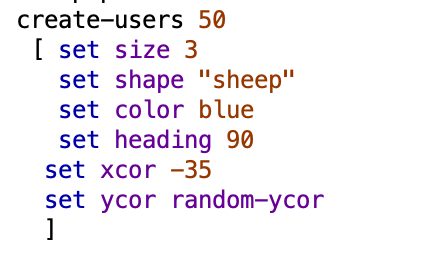 create-users 50
[ set size 3
set shape "sheep"
set color blue
set heading 90
set xcor -35
set ycor random-ycor
]